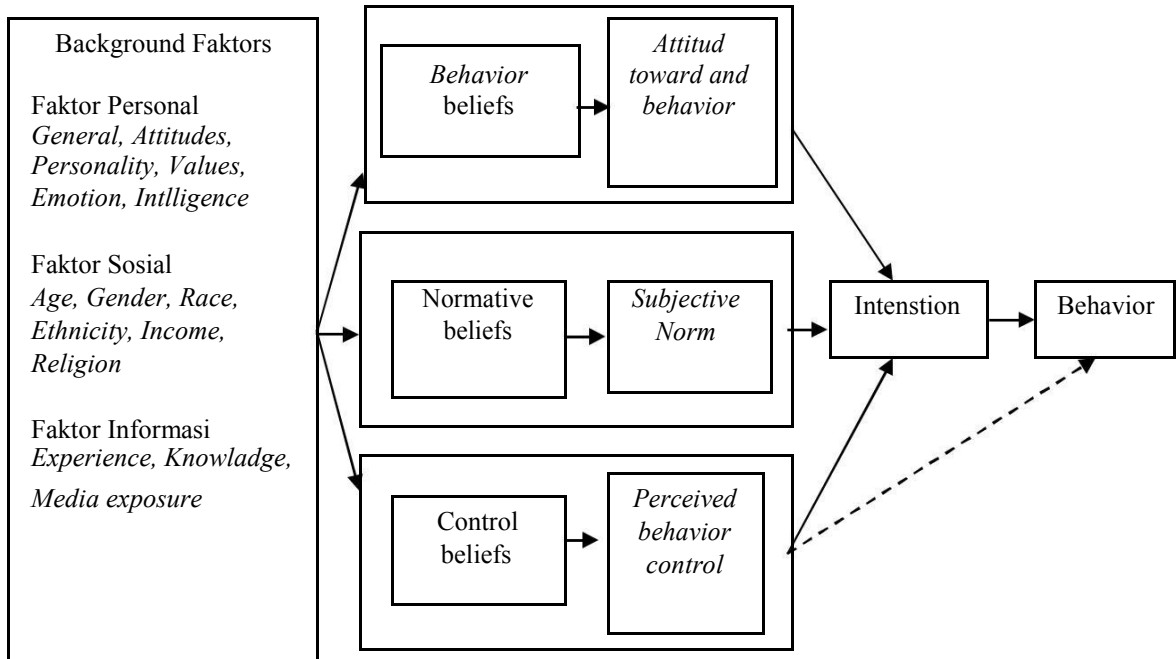 Background Faktors
Faktor Personal
General, Attitudes,
Personality, Values,
Emotion, Intlligence
Faktor Sosial
Age, Gender, Race,
Ethnicity, Income,
Religion
Faktor Informasi
Experience, Knowladge,
Media exposure
Behavior
beliefs
Attitud
toward and
behavior
Normative
beliefs
Subjective
Norm
Control
beliefs
Perceived
behavior
control
Intenstion
Behavior